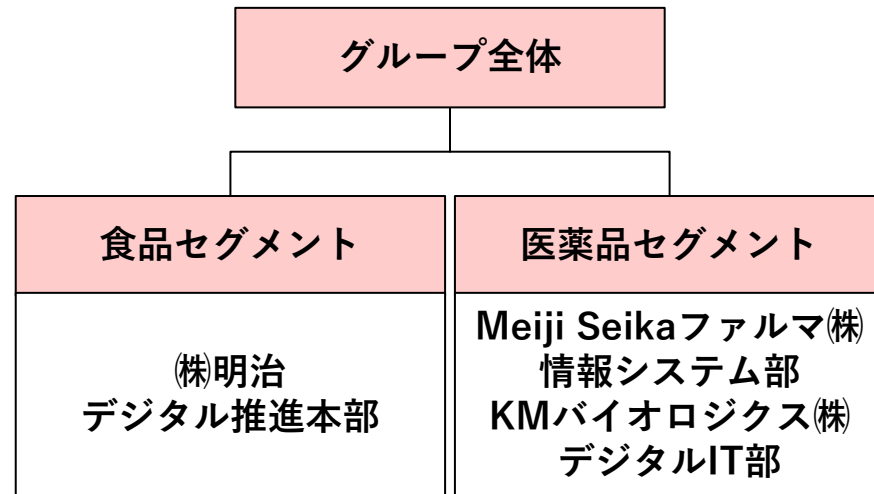 グループ全体
食品セグメント
㈱明治
デジタル推進本部
医薬品セグメント
Meiji Seikaファルマ㈱
情報システム部
KMバイオロジクス㈱
デジタルIT部